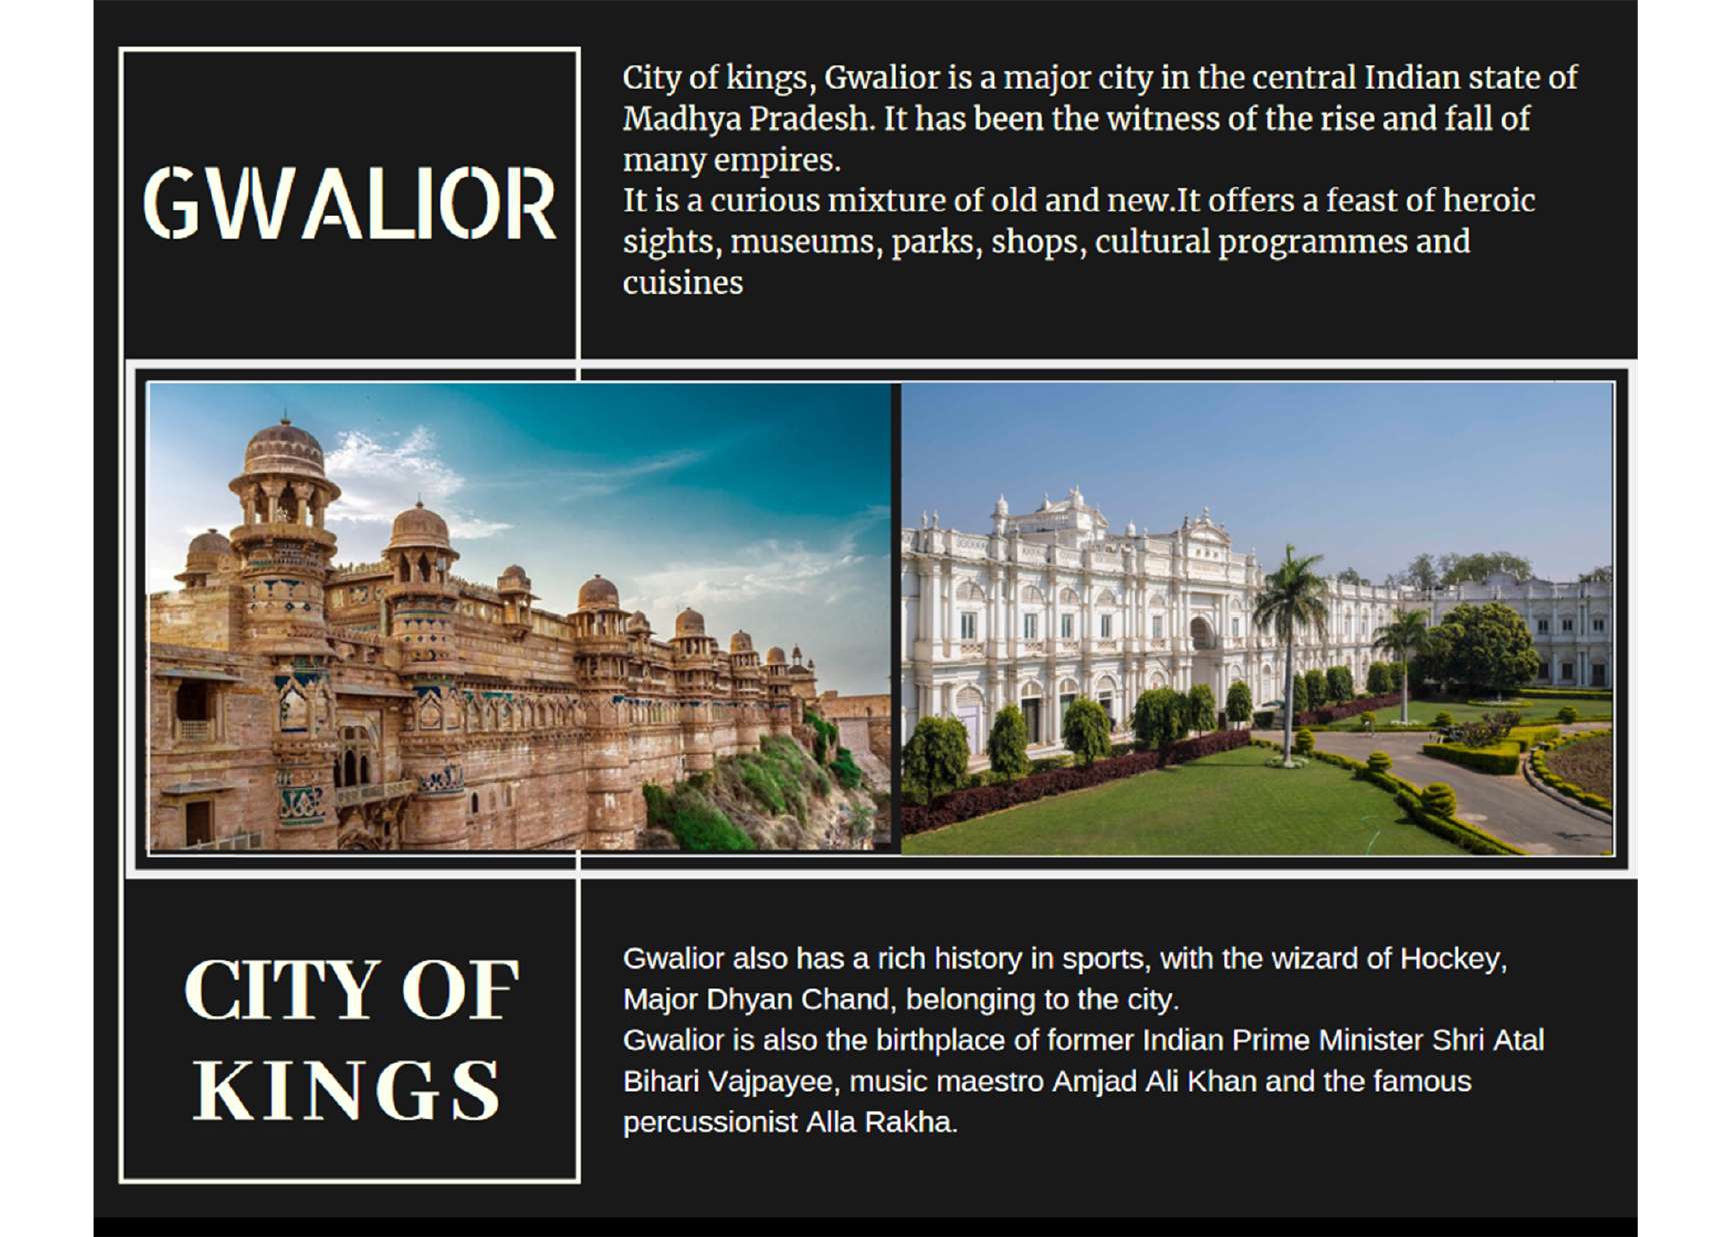 GWALIOR
City of kings, Gwalior is a major city in the central Indian state of
Madhya Pradesh. It has been the witness of the rise and fall of
many empires.
It is a curious mixture of old and new.It offers a feast of heroic
sights, museums, parks, shops, cultural programmes and
cuisines
CITY OF
KINGS
Gwalior also has a rich history in sports, with the wizard of Hockey,
Major Dhyan Chand, belonging to the city.
Gwalior is also the birthplace of former Indian Prime Minister Shri Atal
Bihari Vajpayee, music maestro Amjad Ali Khan and the famous
percussionist Alla Rakha.